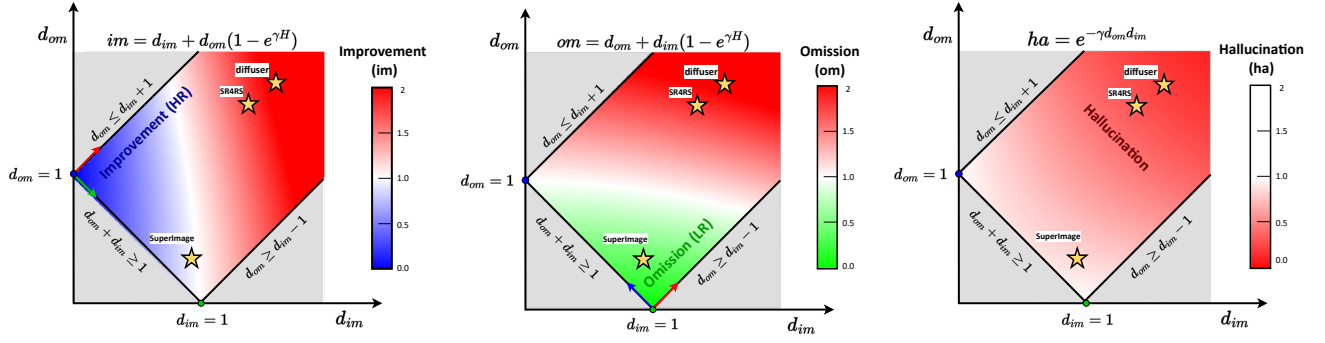 d_om
im = d_im + d_om(1 − e^{γH})
Improvement
(im)
diffuser
SR4RS
d_om ≤ d_im + 1
Improvement (HR)
d_om = 1
d_om + d_im ≥ 1
SuperImage
d_om ≥ d_im − 1
d_im = 1
d_im
2
1.5
1.0
0.5
0.0
d_om
om = d_om + d_im(1 − e^{γH})
Omission
(om)
diffuser
SR4RS
d_om ≤ d_im + 1
d_om = 1
d_om + d_im ≥ 1
SuperImage
Omission (LR)
d_om ≥ d_im − 1
d_im = 1
d_im
2
1.5
1.0
0.5
0.0
d_om
ha = e^{−γ d_om d_im}
Hallucination
(ha)
diffuser
SR4RS
d_om ≤ d_im + 1
Hallucination
d_om = 1
d_om + d_im ≥ 1
SuperImage
d_om ≥ d_im − 1
d_im = 1
d_im
2
1.5
1.0
0.5
0.0